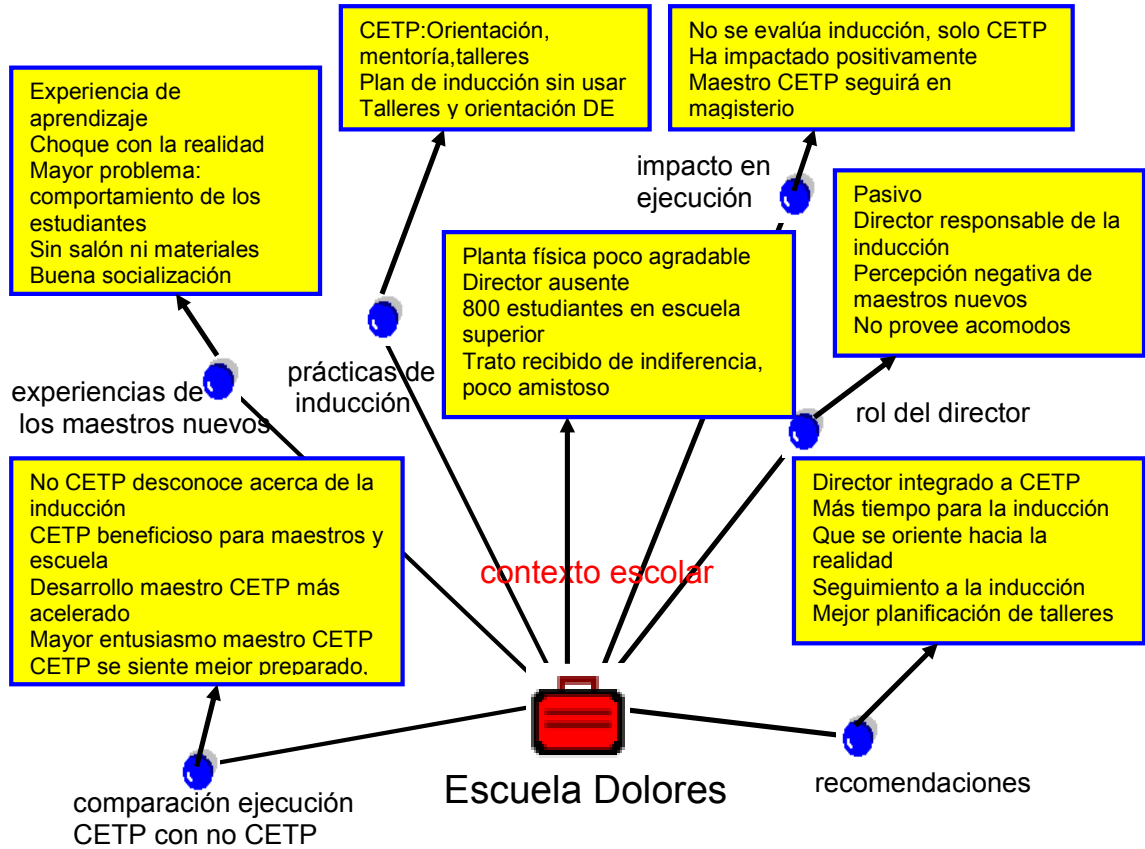 CETP:Orientación,
mentoría,talleres
Plan de inducción sin usar
Talleres y orientación DE
No se evalúa inducción, solo CETP
Ha impactado positivamente
Maestro CETP seguirá en
magisterio
Experiencia de
aprendizaje
Choque con la realidad
Mayor problema:
comportamiento de los
estudiantes
Sin salón ni materiales
Buena socialización
impacto en
ejecución
Pasivo
Director responsable de la
inducción
Percepción negativa de
maestros nuevos
No provee acomodos
Planta física poco agradable
Director ausente
800 estudiantes en escuela
superior
Trato recibido de indiferencia,
poco amistoso
prácticas de
inducción
experiencias de
los maestros nuevos
rol del director
No CETP desconoce acerca de la
inducción
CETP beneficioso para maestros y
escuela
Desarrollo maestro CETP más
acelerado
Mayor entusiasmo maestro CETP
CETP se siente mejor preparado,
Director integrado a CETP
Más tiempo para la inducción
Que se oriente hacia la
realidad
Seguimiento a la inducción
Mejor planificación de talleres
contexto escolar
Escuela Dolores
recomendaciones
comparación ejecución
CETP con no CETP